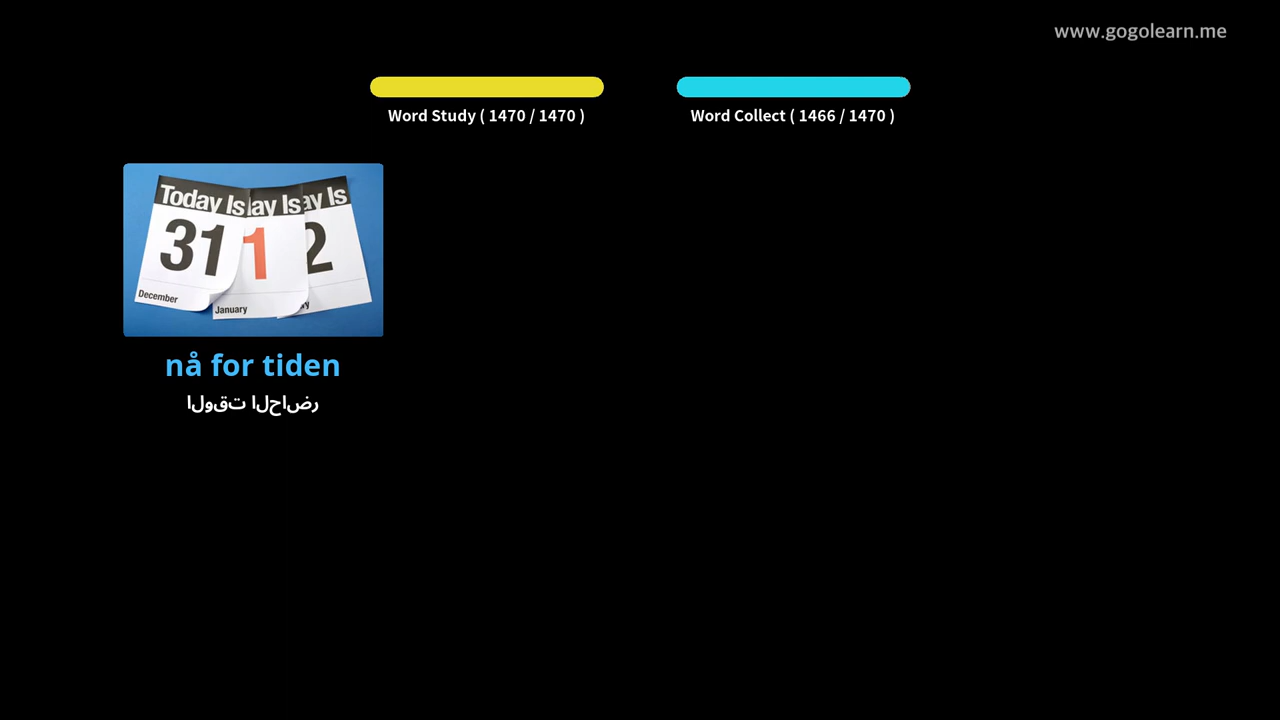 www.gogolearn.me
Word Study ( 1470 / 1470 )
Word Collect ( 1466 / 1470 )
Today Is
ay Is
ay Is
31
1
2
December
January
ry
nå for tiden
الوقت الحاضر